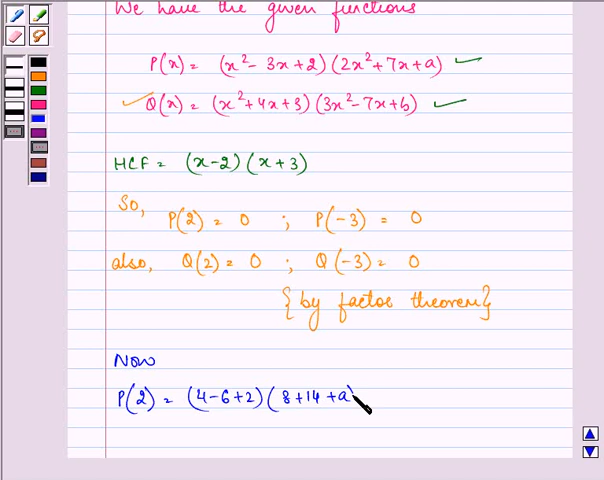 We have the given functions
P(x) = (x² - 3x + 2) (2x² + 7x + a)
Q(x) = (x² + 4x + 3) (3x² - 7x + b)
HCF = (x - 2) (x + 3)
So,
P(2) = 0 ; P(-3) = 0
also, Q(2) = 0 ; Q(-3) = 0
{by factor theorem}
Now
P(2) = (4 - 6 + 2) (8 + 14 + a)